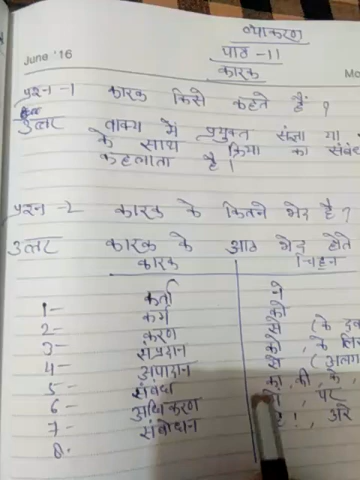 व्याकरण
June '16
पाठ -11
कारक
प्रश्न -1 कारक किसे कहते हैं ?
उत्तर वाक्य में प्रयुक्त संज्ञा या
के साथ क्रिया का संबंध
कहलाता है ।
प्रश्न -2 कारक के कितने भेद है ?
उत्तर कारक के आठ भेद होते
कारक चिह्न
1- कर्ता ने
2- कर्म को
3- करण से (के
4- संप्रदान को, के लिए
5- अपादान से (अलग
6- संबंध का, की, के,
7- अधिकरण में, पर
8. संबोधन हे!, अरे